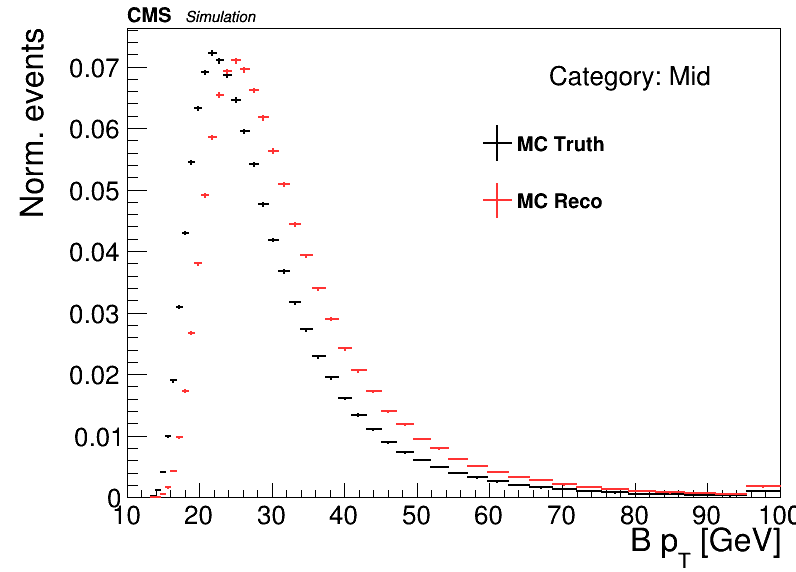 CMS Simulation
Norm. events
0.07
0.06
0.05
0.04
0.03
0.02
0.01
0
Category: Mid
MC Truth
MC Reco
10 20 30 40 50 60 70 80 90 100
B pT [GeV]